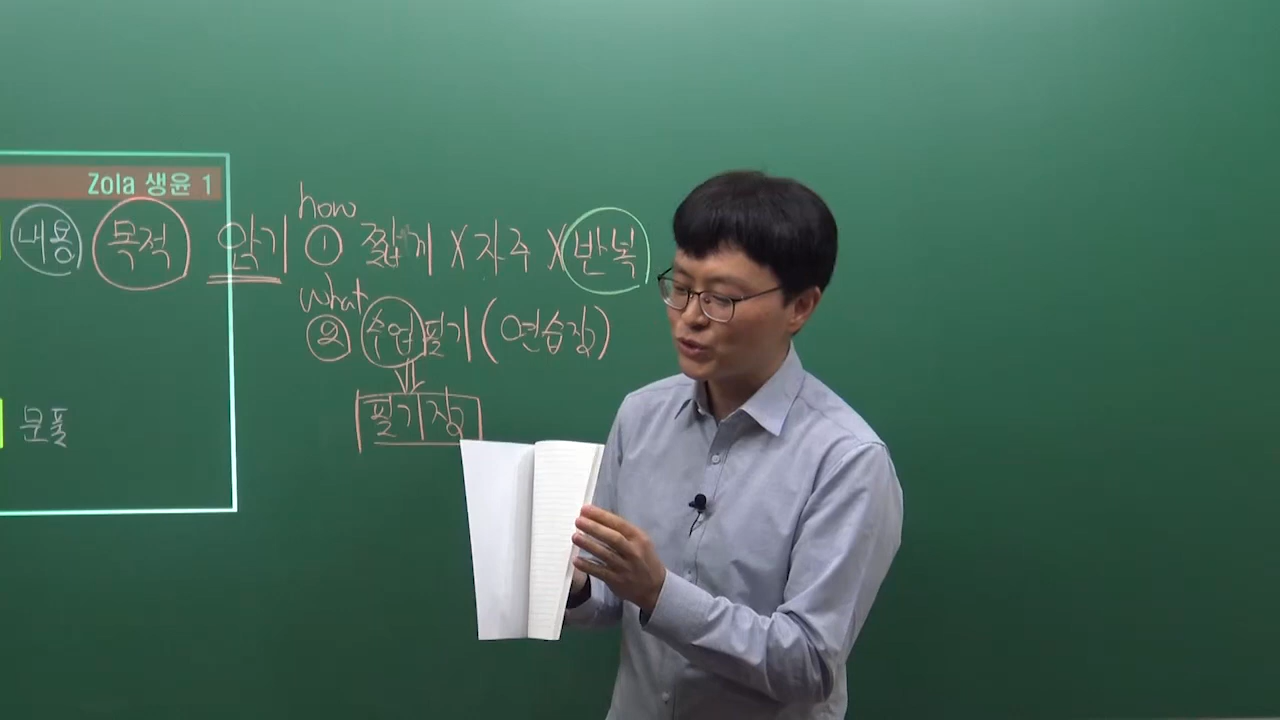 Zola 생윤 1
how
내용 목적 암기 ① 짧게 X 자주 X 반복
what
② 수업필기 (연습장)
필기장
문풀